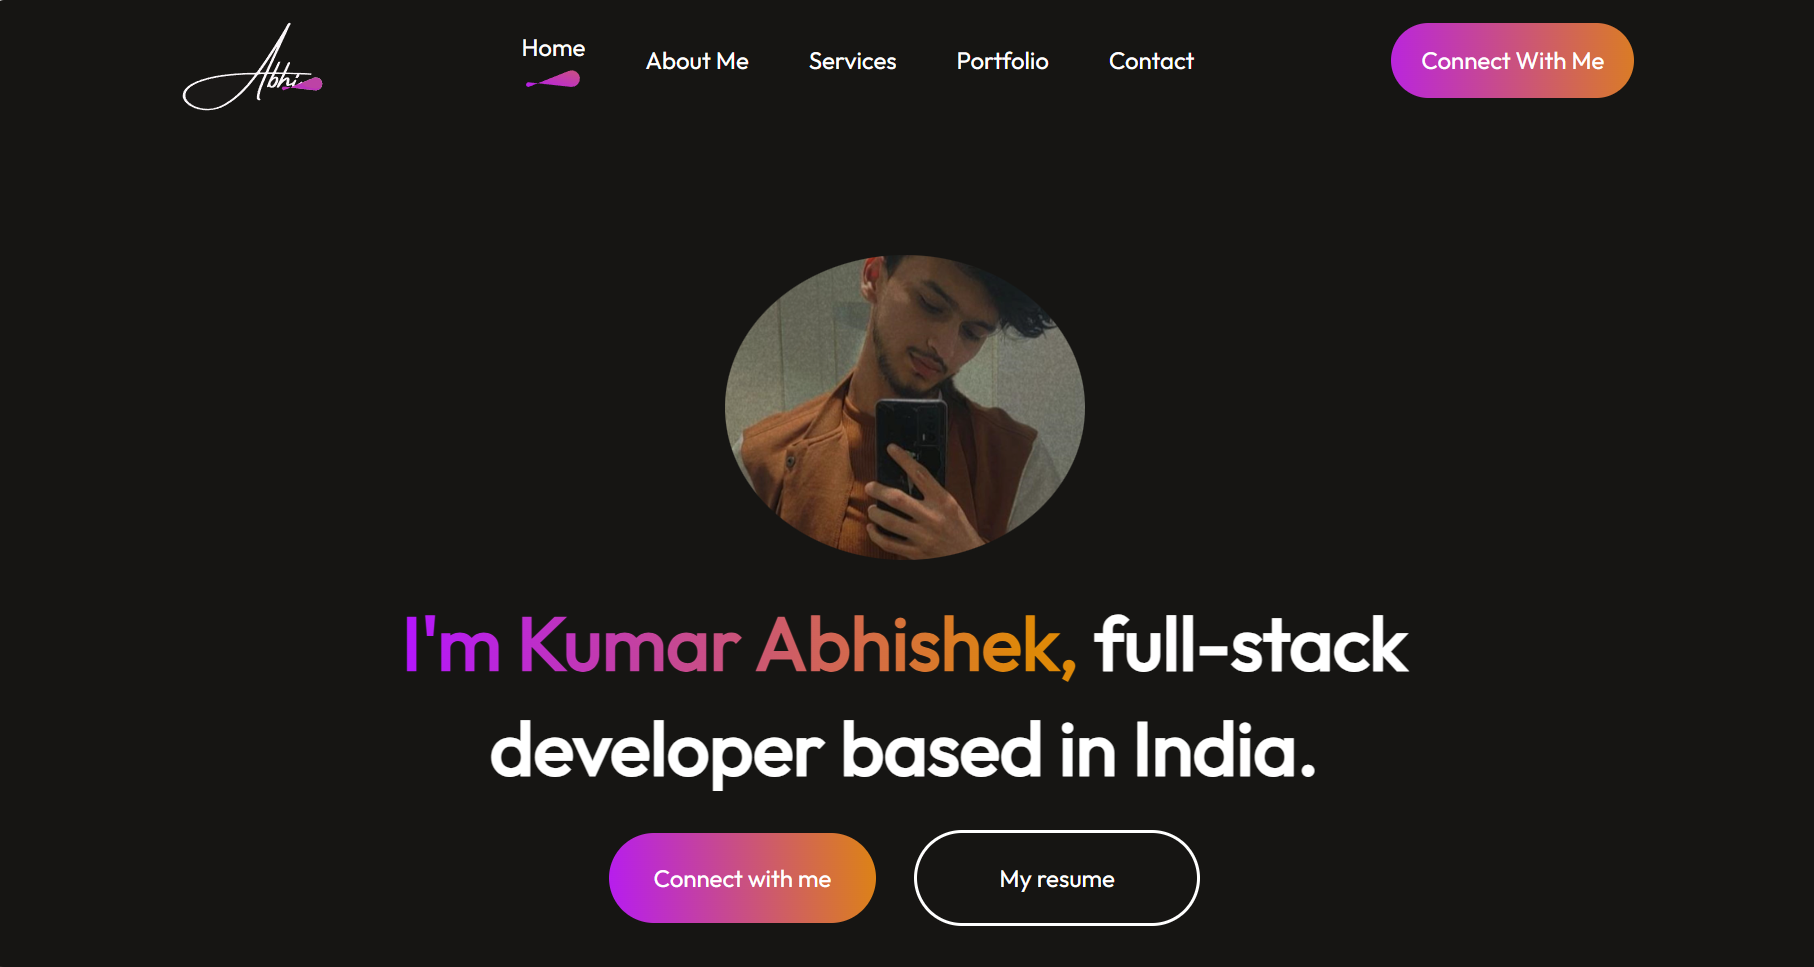 Abhi
Home
About Me
Services
Portfolio
Contact
Connect With Me
I'm Kumar Abhishek, full-stack
developer based in India.
Connect with me
My resume